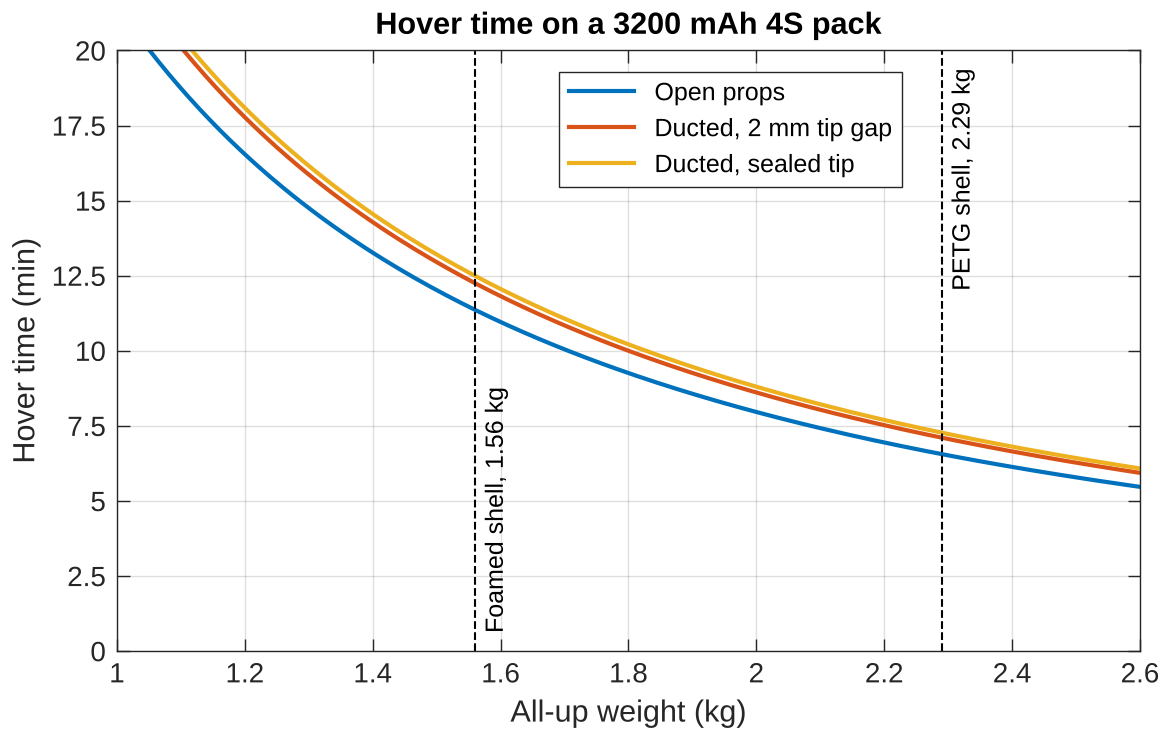 Hover time on a 3200 mAh 4S pack
Open props
Ducted, 2 mm tip gap
Ducted, sealed tip
PETG shell, 2.29 kg
Foamed shell, 1.56 kg
Hover time (min)
20
17.5
15
12.5
10
7.5
5
2.5
0
1 1.2 1.4 1.6 1.8 2 2.2 2.4 2.6
All-up weight (kg)